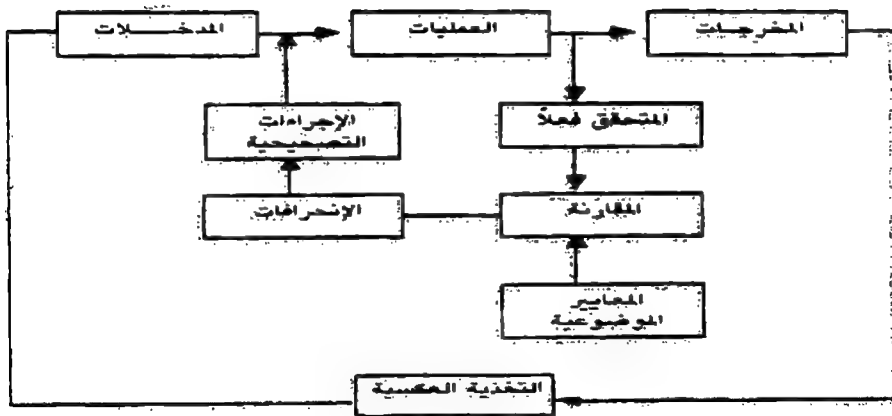 المدخلات
العمليات
المخرجات
الإجراءات
التصحيحية
المتحقق فعلاً
الإنحرافات
المقارنة
المعايير
الموضوعية
التغذية العكسية